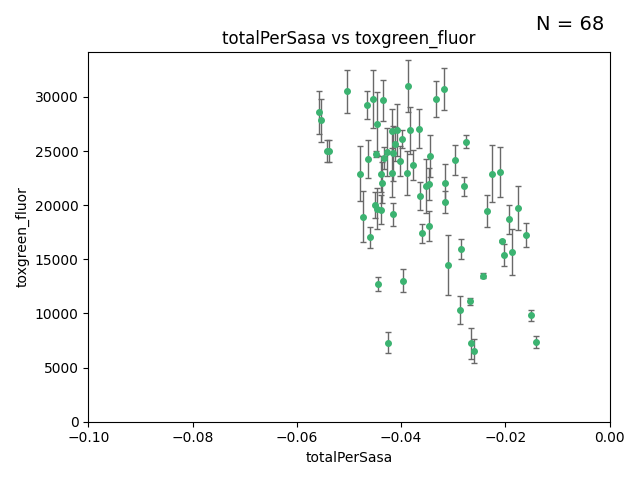 N = 68
totalPerSasa vs toxgreen_fluor
30000
25000
20000
15000
10000
5000
0
toxgreen_fluor
−0.10 −0.08 −0.06 −0.04 −0.02 0.00
totalPerSasa